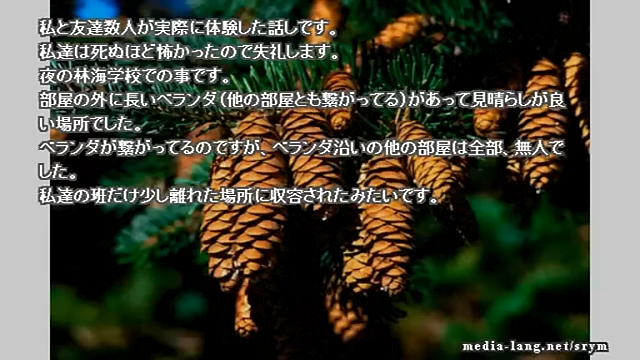 私と友達数人が実際に体験した話しです。
私達は死ぬほど怖かったので失礼します。
夜の林海学校での事です。
部屋の外に長いベランダ（他の部屋とも繋がってる）があって見晴らしが良
い場所でした。
ベランダが繋がってるのですが、ベランダ沿いの他の部屋は全部、無人で
した。
私達の班だけ少し離れた場所に収容されたみたいです。
media-lang.net/srym